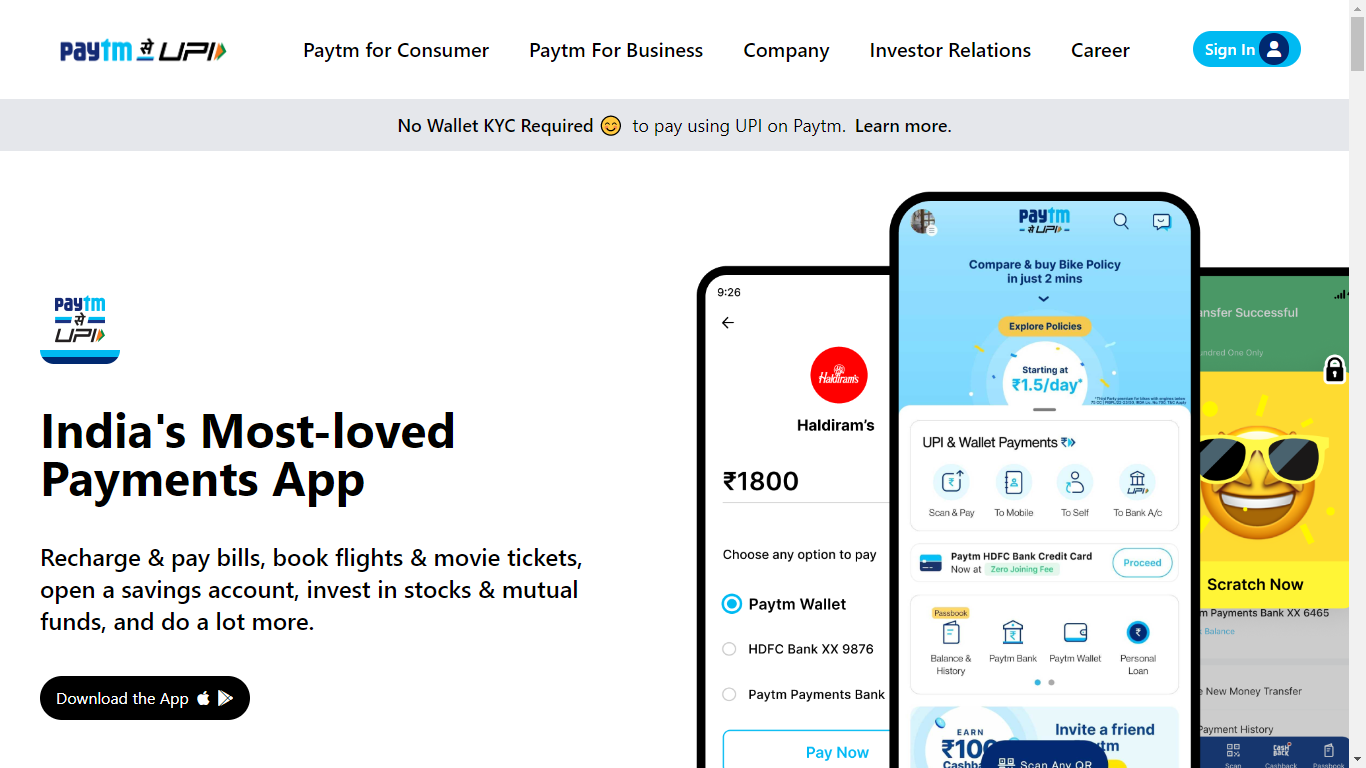 paytm से UPI
Paytm for Consumer
Paytm For Business
Company
Investor Relations
Career
Sign In
No Wallet KYC Required 😊 to pay using UPI on Paytm. Learn more.
paytm
से
UPI
India's Most-loved
Payments App
Recharge & pay bills, book flights & movie tickets,
open a savings account, invest in stocks & mutual
funds, and do a lot more.
Download the App
9:26
Haldiram's
Haldiram's
₹1800
Choose any option to pay
Paytm Wallet
HDFC Bank XX 9876
Paytm Payments Bank
Pay Now
paytm
से UPI
Compare & buy Bike Policy
in just 2 mins
Explore Policies
Starting at
₹1.5/day*
UPI & Wallet Payments
Scan & Pay
To Mobile
To Self
UPI
To Bank A/c
Paytm HDFC Bank Credit Card
Now at Zero Joining Fee
Proceed
Passbook
Balance &
History
Paytm Bank
Paytm Wallet
Personal
Loan
EARN
₹100
Cashba
Invite a friend
ytm
Scan Any QR
ansfer Successful
undred One Only
Scratch Now
m Payments Bank XX 6465
Balance
New Money Transfer
Payment History
Scan
Cash
Back
Cashback
Passbook